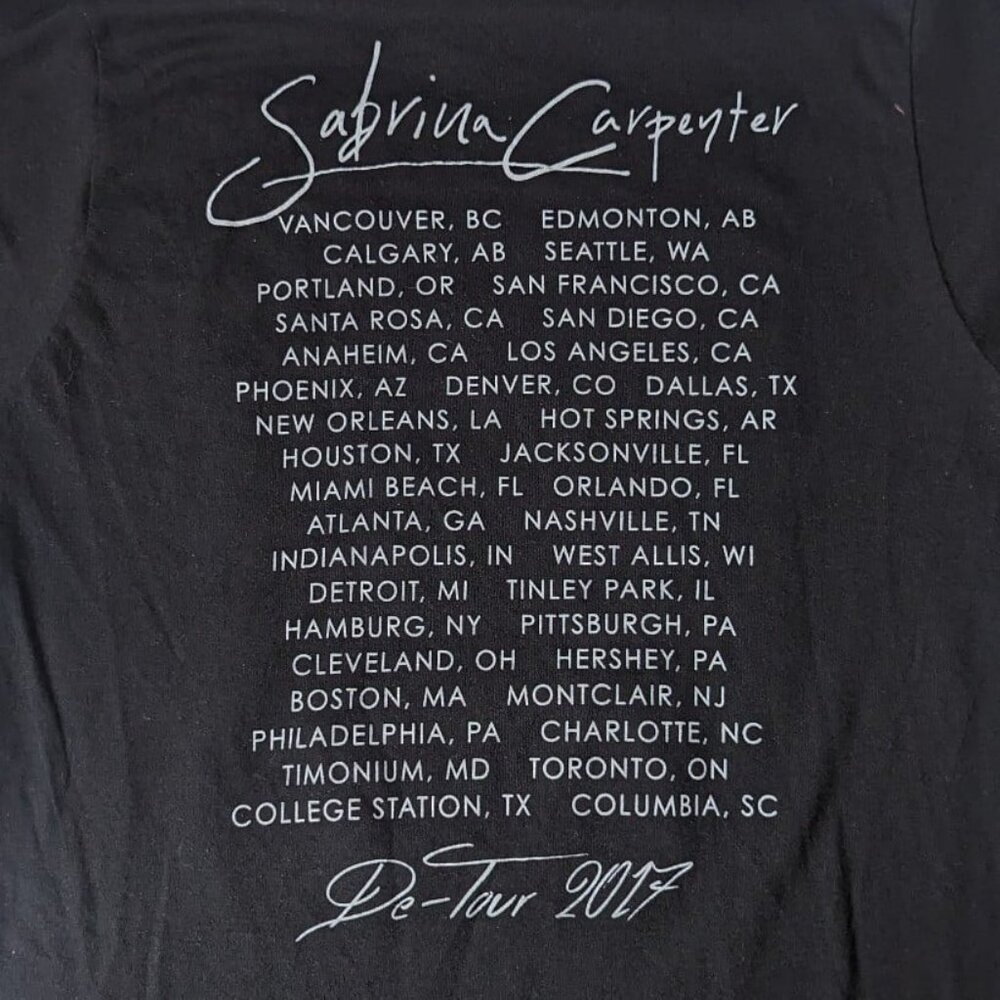 Sabrina Carpenter
VANCOUVER, BC EDMONTON, AB
CALGARY, AB SEATTLE, WA
PORTLAND, OR SAN FRANCISCO, CA
SANTA ROSA, CA SAN DIEGO, CA
ANAHEIM, CA LOS ANGELES, CA
PHOENIX, AZ DENVER, CO DALLAS, TX
NEW ORLEANS, LA HOT SPRINGS, AR
HOUSTON, TX JACKSONVILLE, FL
MIAMI BEACH, FL ORLANDO, FL
ATLANTA, GA NASHVILLE, TN
INDIANAPOLIS, IN WEST ALLIS, WI
DETROIT, MI TINLEY PARK, IL
HAMBURG, NY PITTSBURGH, PA
CLEVELAND, OH HERSHEY, PA
BOSTON, MA MONTCLAIR, NJ
PHILADELPHIA, PA CHARLOTTE, NC
TIMONIUM, MD TORONTO, ON
COLLEGE STATION, TX COLUMBIA, SC
De-Tour 2017